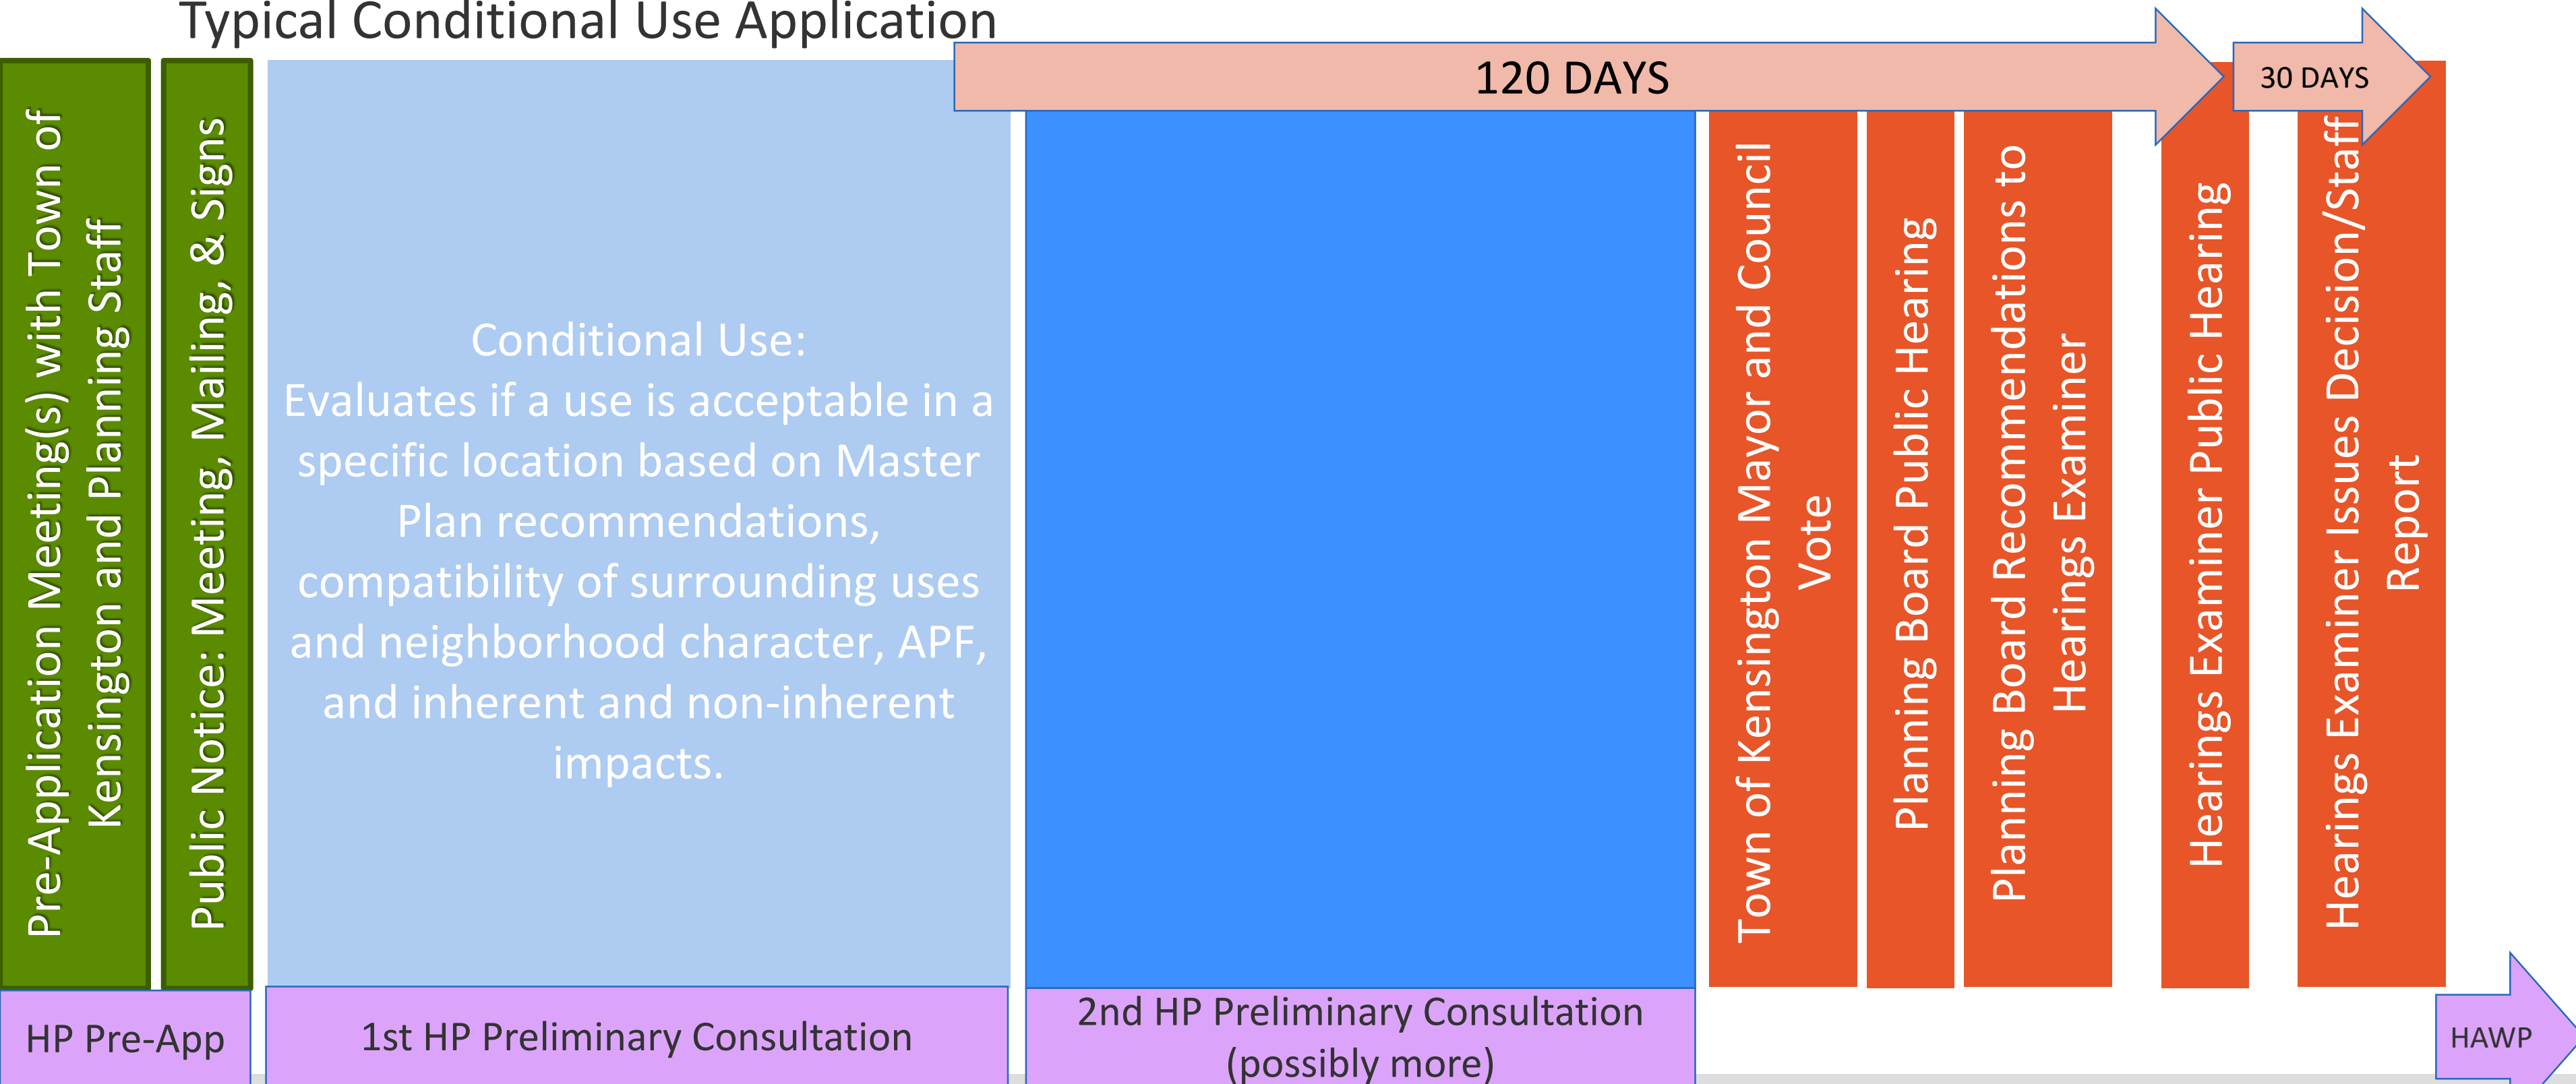 Typical Conditional Use Application
120 DAYS
30 DAYS
Pre-Application Meeting(s) with Town of
Kensington and Planning Staff
Public Notice: Meeting, Mailing, & Signs
Conditional Use:
Evaluates if a use is acceptable in a
specific location based on Master
Plan recommendations,
compatibility of surrounding uses
and neighborhood character, APF,
and inherent and non-inherent
impacts.
Town of Kensington Mayor and Council
Vote
Planning Board Public Hearing
Planning Board Recommendations to
Hearings Examiner
Hearings Examiner Public Hearing
Hearings Examiner Issues Decision/Staff
Report
HP Pre-App
1st HP Preliminary Consultation
2nd HP Preliminary Consultation
(possibly more)
HAWP